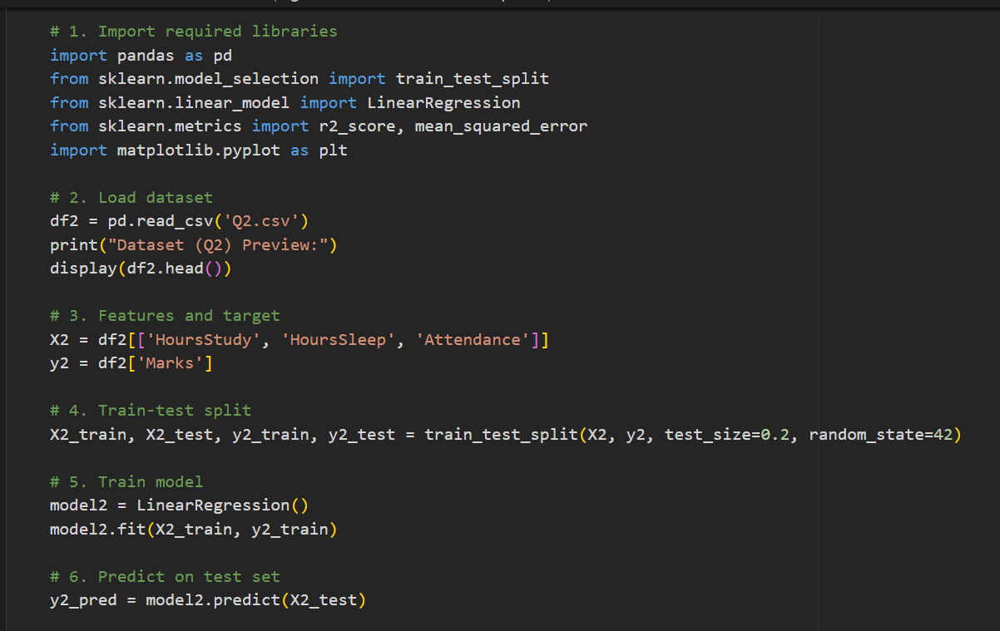 # 1. Import required libraries
import pandas as pd
from sklearn.model_selection import train_test_split
from sklearn.linear_model import LinearRegression
from sklearn.metrics import r2_score, mean_squared_error
import matplotlib.pyplot as plt
# 2. Load dataset
df2 = pd.read_csv('Q2.csv')
print("Dataset (Q2) Preview:")
display(df2.head())
# 3. Features and target
X2 = df2[['HoursStudy', 'HoursSleep', 'Attendance']]
y2 = df2['Marks']
# 4. Train-test split
X2_train, X2_test, y2_train, y2_test = train_test_split(X2, y2, test_size=0.2, random_state=42)
# 5. Train model
model2 = LinearRegression()
model2.fit(X2_train, y2_train)
# 6. Predict on test set
y2_pred = model2.predict(X2_test)